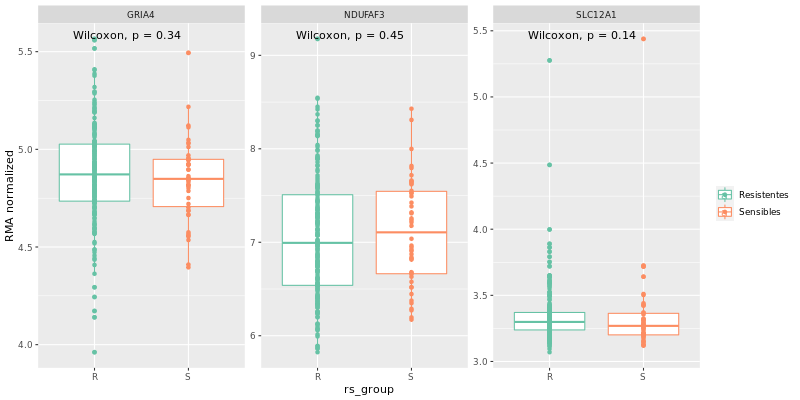 GRIA4
NDUFAF3
SLC12A1
Wilcoxon, p = 0.34
Wilcoxon, p = 0.45
Wilcoxon, p = 0.14
RMA normalized
5.5
5.0
4.5
4.0
9
8
7
6
5.5
5.0
4.5
4.0
3.5
3.0
R
S
R
S
R
S
rs_group
Resistentes
Sensibles